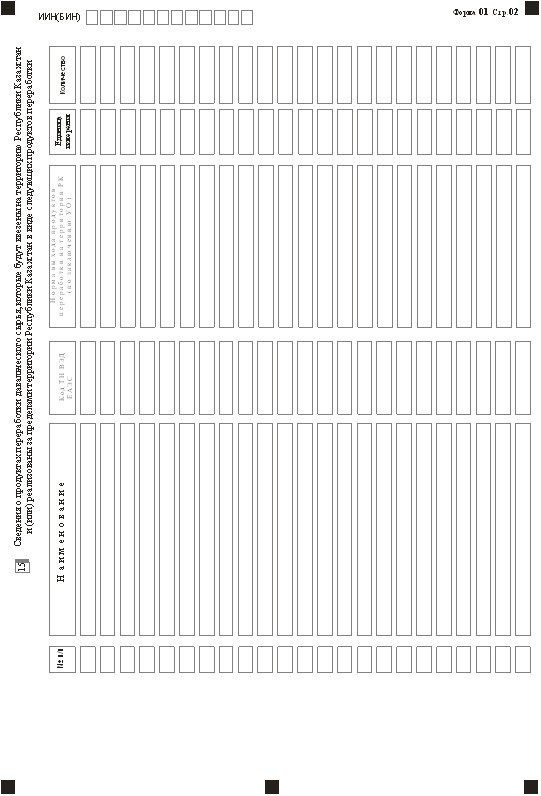 ИИН(БИН)
Форма 01 Стр.02
15
Сведения о продуктах переработки давальческого сырья, которые будут ввезены на территорию Республики Казахстан
и (или) реализованы за пределами территории Республики Казахстан в виде следующих продуктов переработки
№ п/п
Наименование
Код ТН ВЭД
ЕАЭС
Норма выхода продуктов
переработки на территории РК
(по заключению УО)
Единица
измерения
Количество